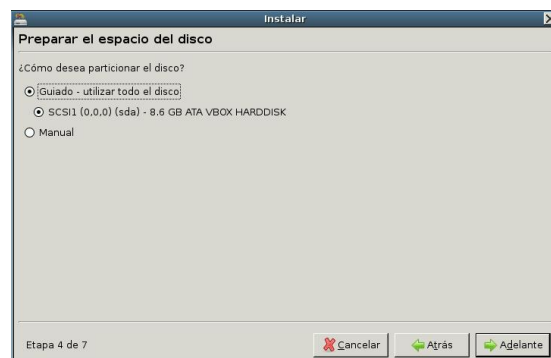 Instalar
Preparar el espacio del disco
¿Cómo desea particionar el disco?
Guiado - utilizar todo el disco
SCSI1 (0,0,0) (sda) - 8.6 GB ATA VBOX HARDDISK
Manual
Etapa 4 de 7
Cancelar
Atrás
Adelante